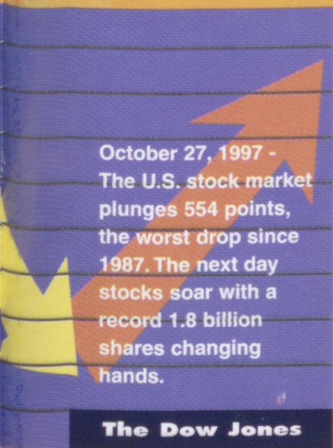 October 27, 1997 -
The U.S. stock market
plunges 554 points,
the worst drop since
1987. The next day
stocks soar with a
record 1.8 billion
shares changing
hands.
The Dow Jones